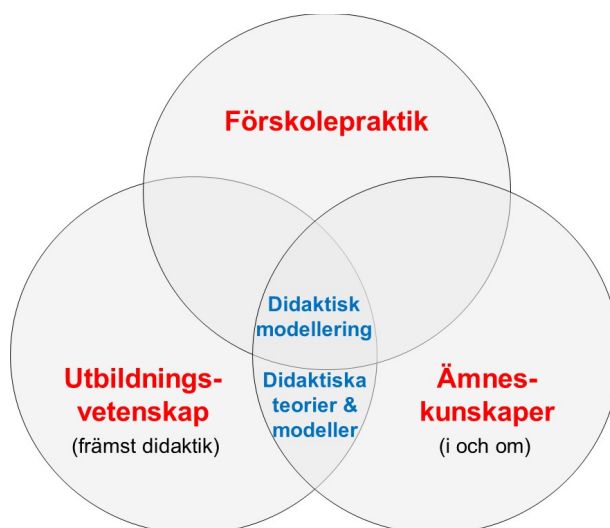 Förskolepraktik
Didaktisk
modellering
Utbildnings-
vetenskap
(främst didaktik)
Didaktiska
teorier &
modeller
Ämnes-
kunskaper
(i och om)